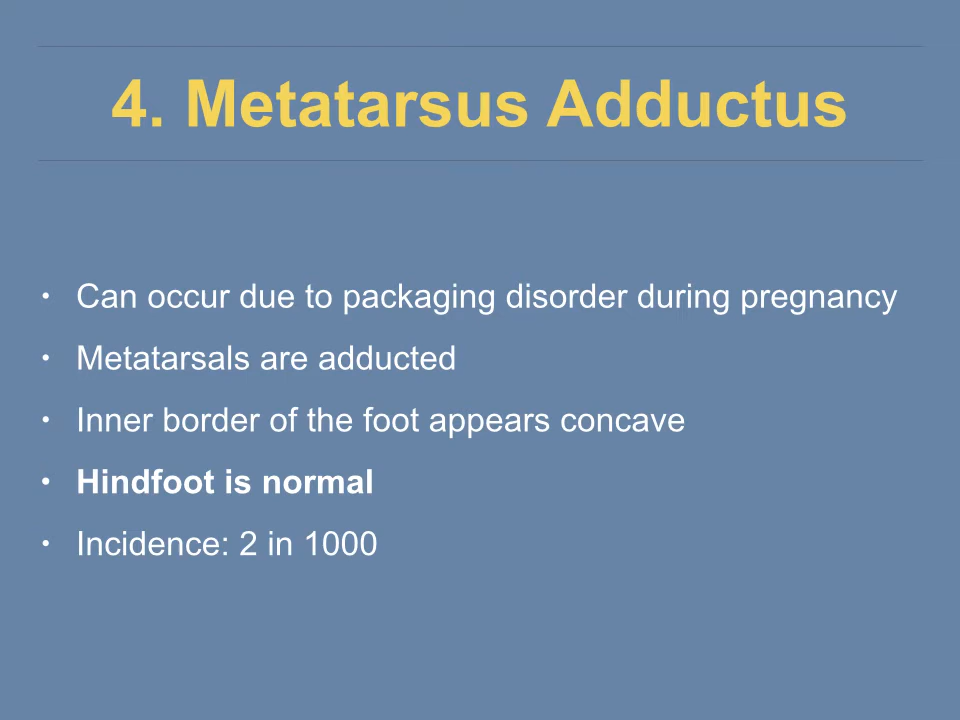 4. Metatarsus Adductus
• Can occur due to packaging disorder during pregnancy
• Metatarsals are adducted
• Inner border of the foot appears concave
• Hindfoot is normal
• Incidence: 2 in 1000